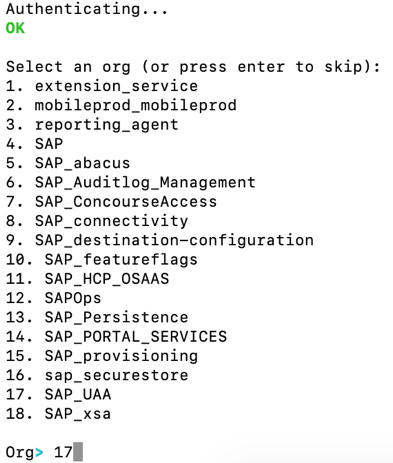 Authenticating...
OK
Select an org (or press enter to skip):
1. extension_service
2. mobileprod_mobileprod
3. reporting_agent
4. SAP
5. SAP_abacus
6. SAP_Auditlog_Management
7. SAP_ConcourseAccess
8. SAP_connectivity
9. SAP_destination-configuration
10. SAP_featureflags
11. SAP_HCP_OSAAS
12. SAPOps
13. SAP_Persistence
14. SAP_PORTAL_SERVICES
15. SAP_provisioning
16. sap_securestore
17. SAP_UAA
18. SAP_xsa
Org> 17